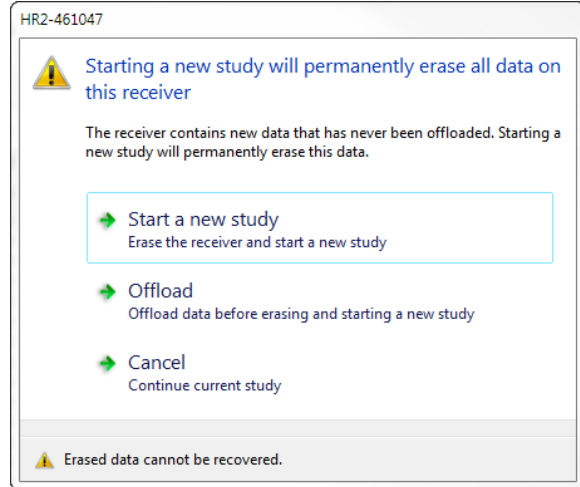 HR2-461047
Starting a new study will permanently erase all data on
this receiver
The receiver contains new data that has never been offloaded. Starting a
new study will permanently erase this data.
Start a new study
Erase the receiver and start a new study
Offload
Offload data before erasing and starting a new study
Cancel
Continue current study
Erased data cannot be recovered.